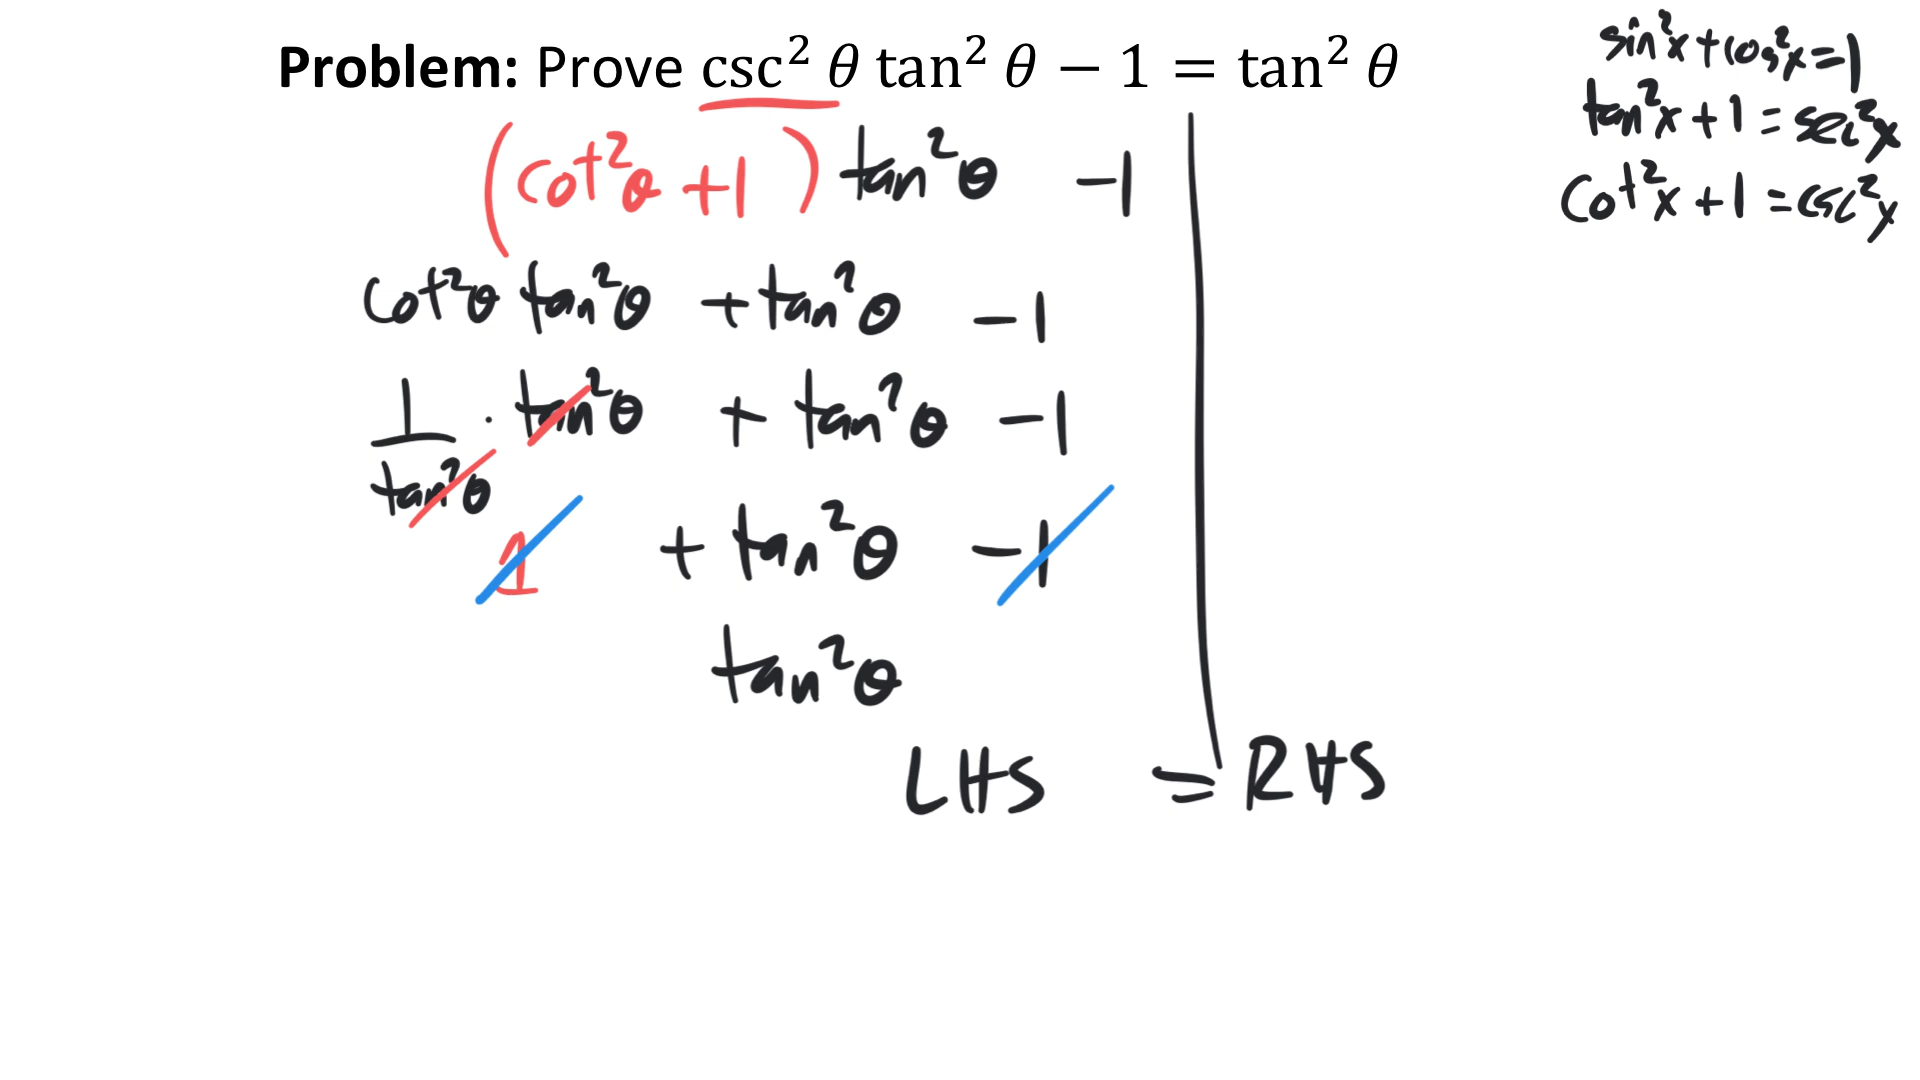 Problem: Prove csc² θ tan² θ − 1 = tan² θ
sin²x + cos²x = 1
tan²x + 1 = sec²x
cot²x + 1 = csc²x
(cot²θ + 1) tan²θ − 1
cot²θ tan²θ + tan²θ − 1
1/tan²θ · tan²θ + tan²θ − 1
1 + tan²θ − 1
tan²θ
LHS = RHS